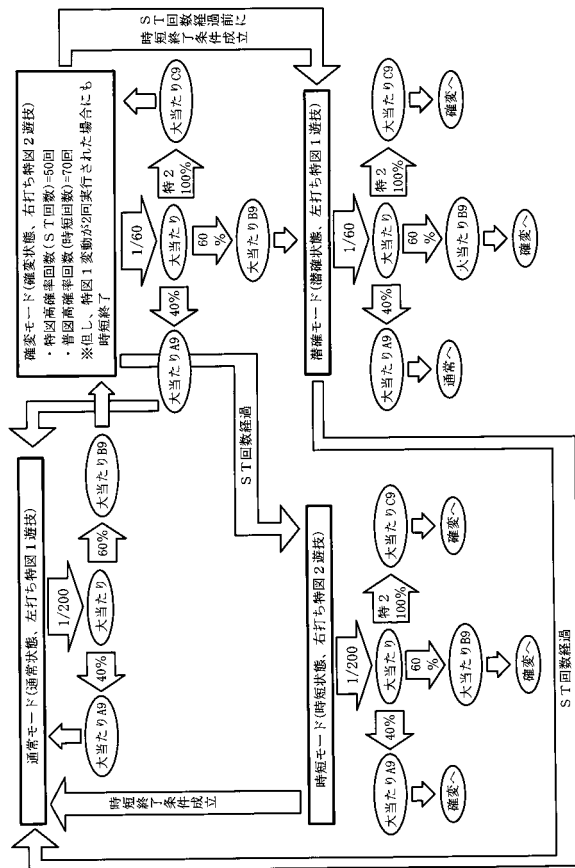 通常モード(通常状態、左打ち特図1遊技)
1/200
大当たり
40%
大当たりA9
60%
大当たりB9
時短終了条件成立
確変モード(確変状態、右打ち特図2遊技)
・特図高確率回数(ST回数)=50回
・普図高確率回数(時短回数)=70回
※但し、特図1変動が2回実行された場合にも
時短終了
1/60
大当たり
40%
大当たりA9
60%
大当たりB9
特2
100%
大当たりC9
ST回数経過前に
時短終了条件成立
ST回数経過
時短モード(時短状態、右打ち特図2遊技)
1/200
大当たり
40%
大当たりA9
確変へ
60
%
大当たりB9
確変へ
特2
100%
大当たりC9
確変へ
潜確モード(潜確状態、左打ち特図1遊技)
1/60
大当たり
40%
大当たりA9
通常へ
60
%
大当たりB9
確変へ
特2
100%
大当たりC9
確変へ
ST回数経過